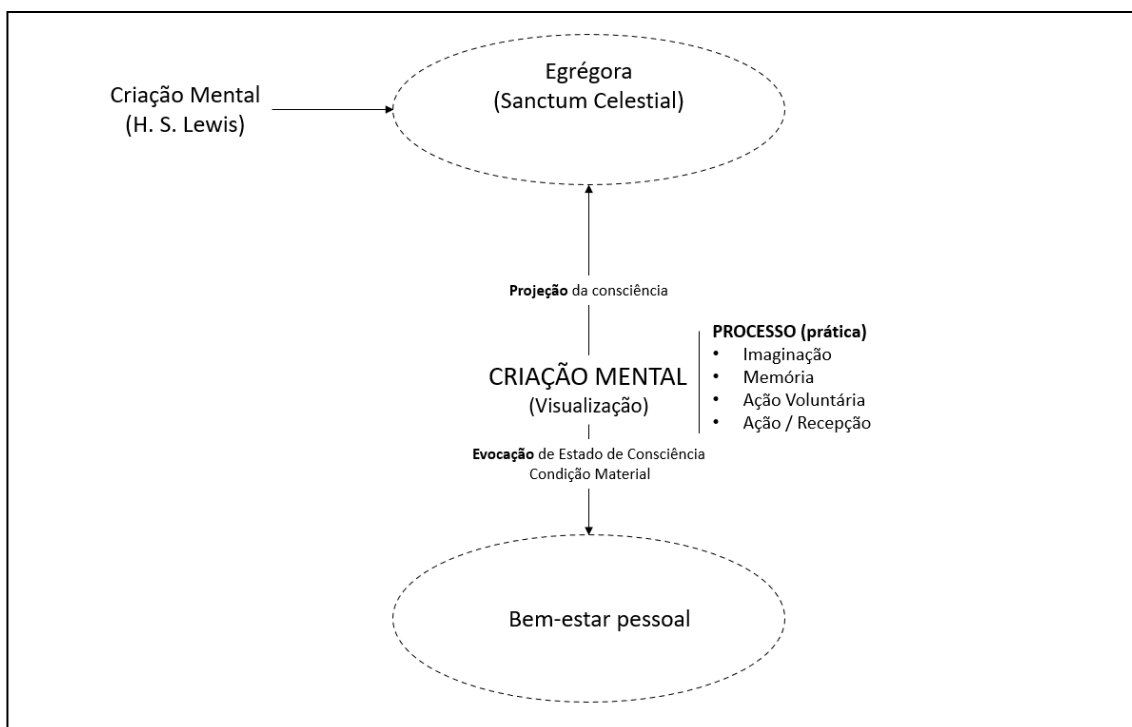 Egrégora
(Sanctum Celestial)
Criação Mental
(H. S. Lewis)
Projeção da consciência
PROCESSO (prática)
• Imaginação
• Memória
• Ação Voluntária
• Ação / Recepção
CRIAÇÃO MENTAL
(Visualização)
Evocação de Estado de Consciência
Condição Material
Bem-estar pessoal